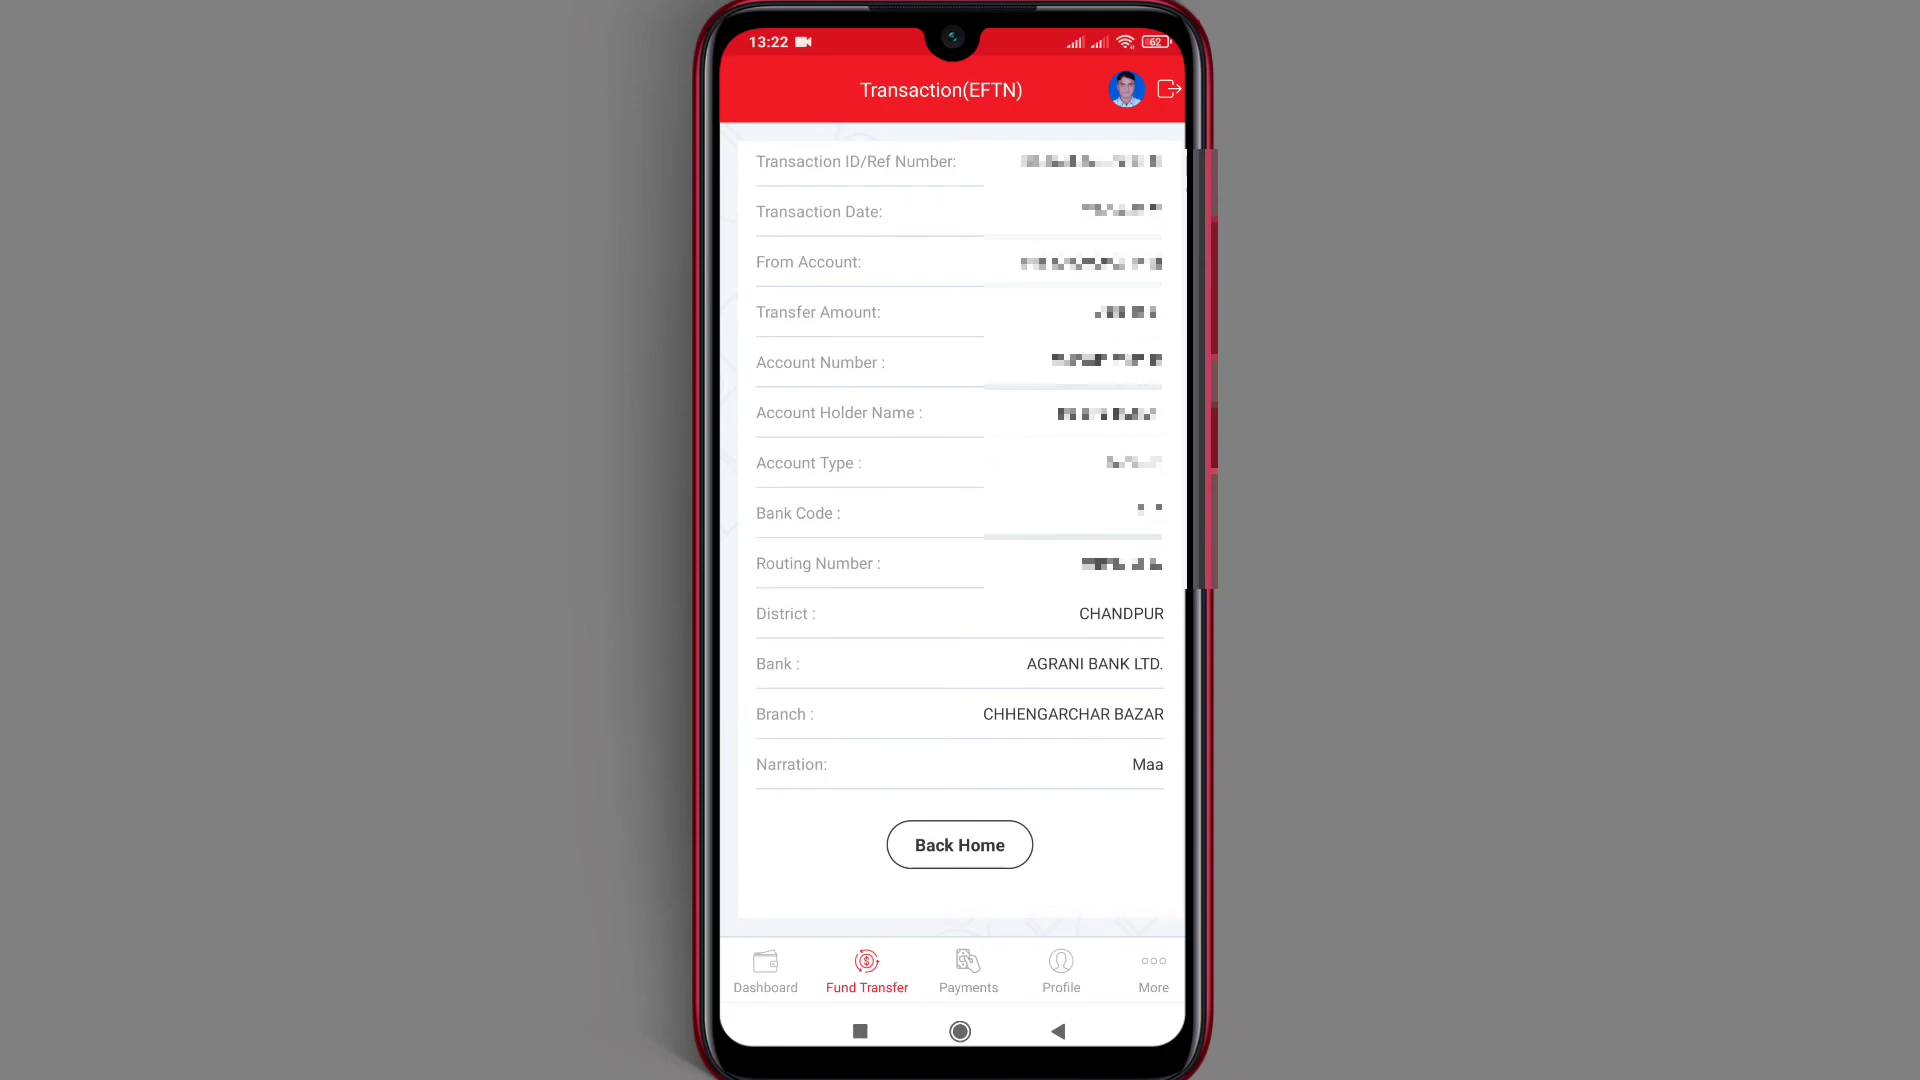 13:22
62
Transaction(EFTN)
Transaction ID/Ref Number:
Transaction Date:
From Account:
Transfer Amount:
Account Number :
Account Holder Name :
Account Type :
Bank Code :
Routing Number :
District : CHANDPUR
Bank : AGRANI BANK LTD.
Branch : CHHENGARCHAR BAZAR
Narration: Maa
Back Home
Dashboard Fund Transfer Payments Profile More